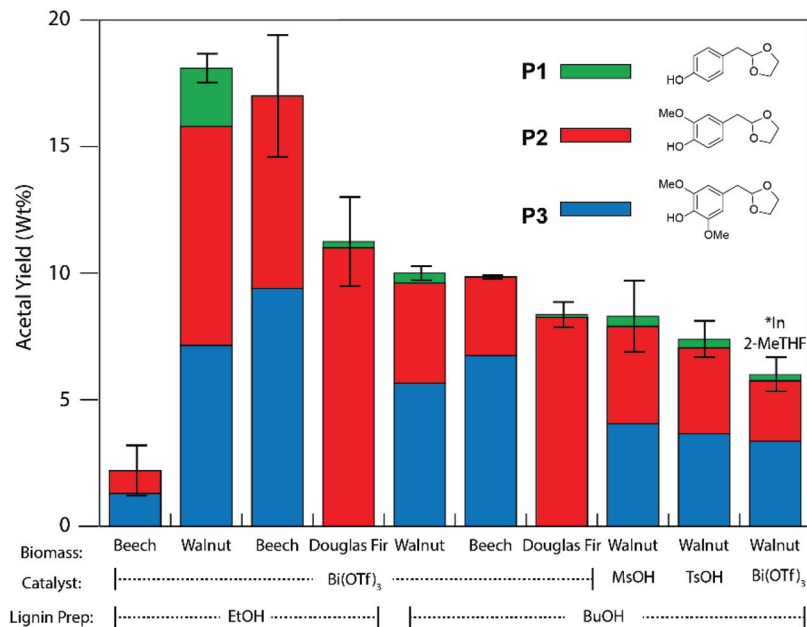 20
15
10
5
0
Acetal Yield (Wt%)
P1
HO
O
O
P2
MeO
HO
O
O
P3
MeO
HO
OMe
O
O
*In
2-MeTHF
Biomass: Beech Walnut Beech Douglas Fir Walnut Beech Douglas Fir Walnut Walnut Walnut
Catalyst: Bi(OTf)3 MsOH TsOH Bi(OTf)3
Lignin Prep: EtOH BuOH